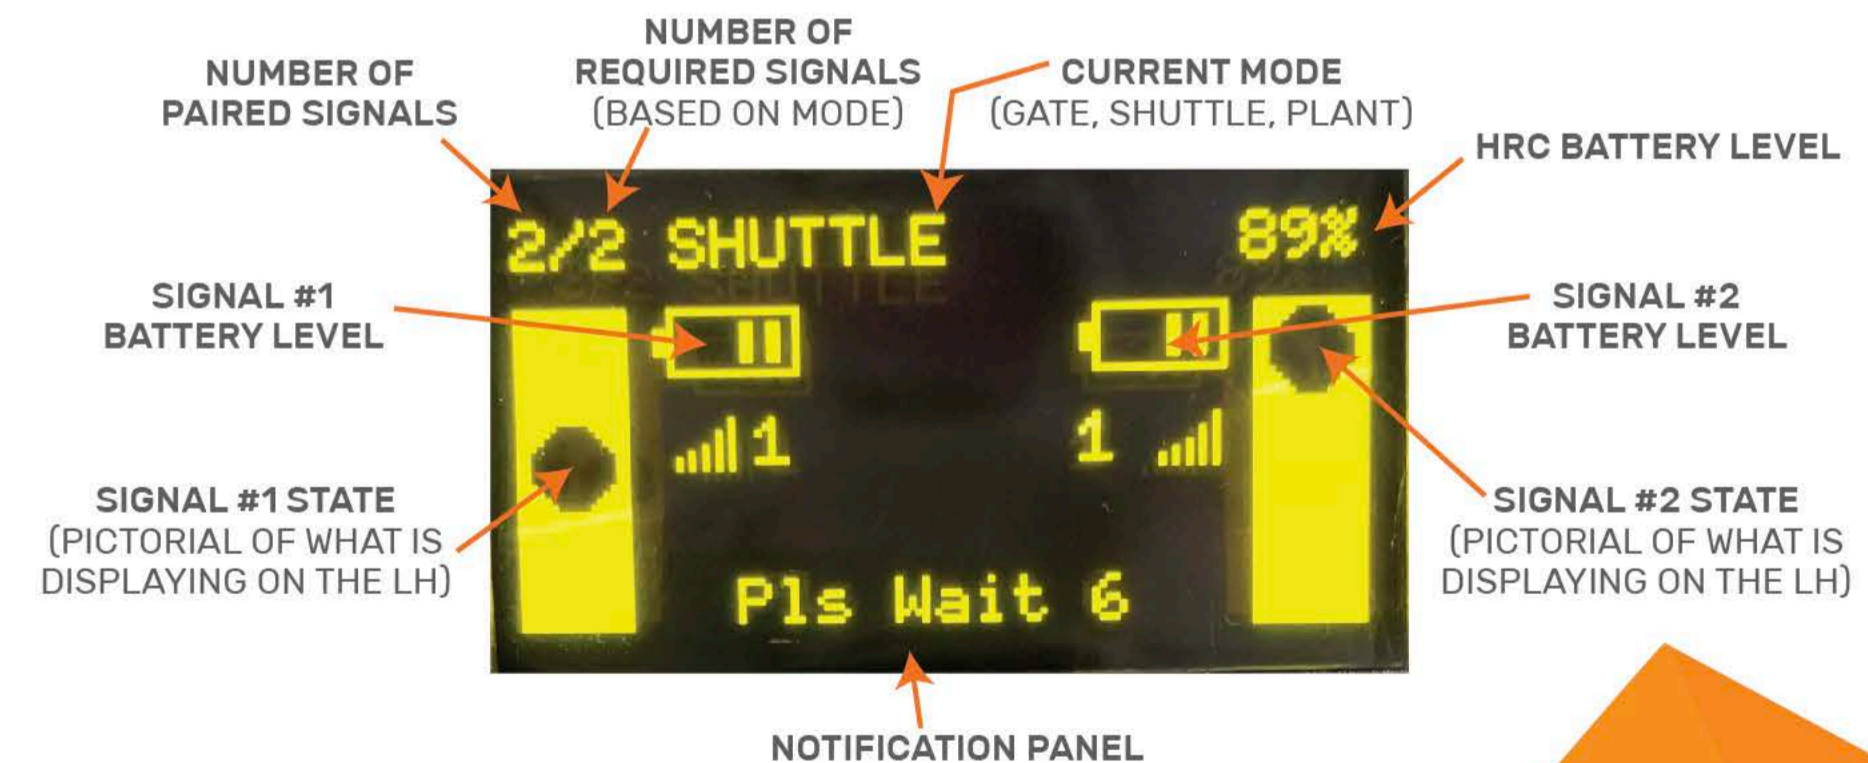 NUMBER OF
PAIRED SIGNALS
NUMBER OF
REQUIRED SIGNALS
(BASED ON MODE)
CURRENT MODE
(GATE, SHUTTLE, PLANT)
HRC BATTERY LEVEL
2/2 SHUTTLE 89%
SIGNAL #1
BATTERY LEVEL
SIGNAL #2
BATTERY LEVEL
1 1
SIGNAL #1 STATE
(PICTORIAL OF WHAT IS
DISPLAYING ON THE LH)
SIGNAL #2 STATE
(PICTORIAL OF WHAT IS
DISPLAYING ON THE LH)
Pls Wait 6
NOTIFICATION PANEL